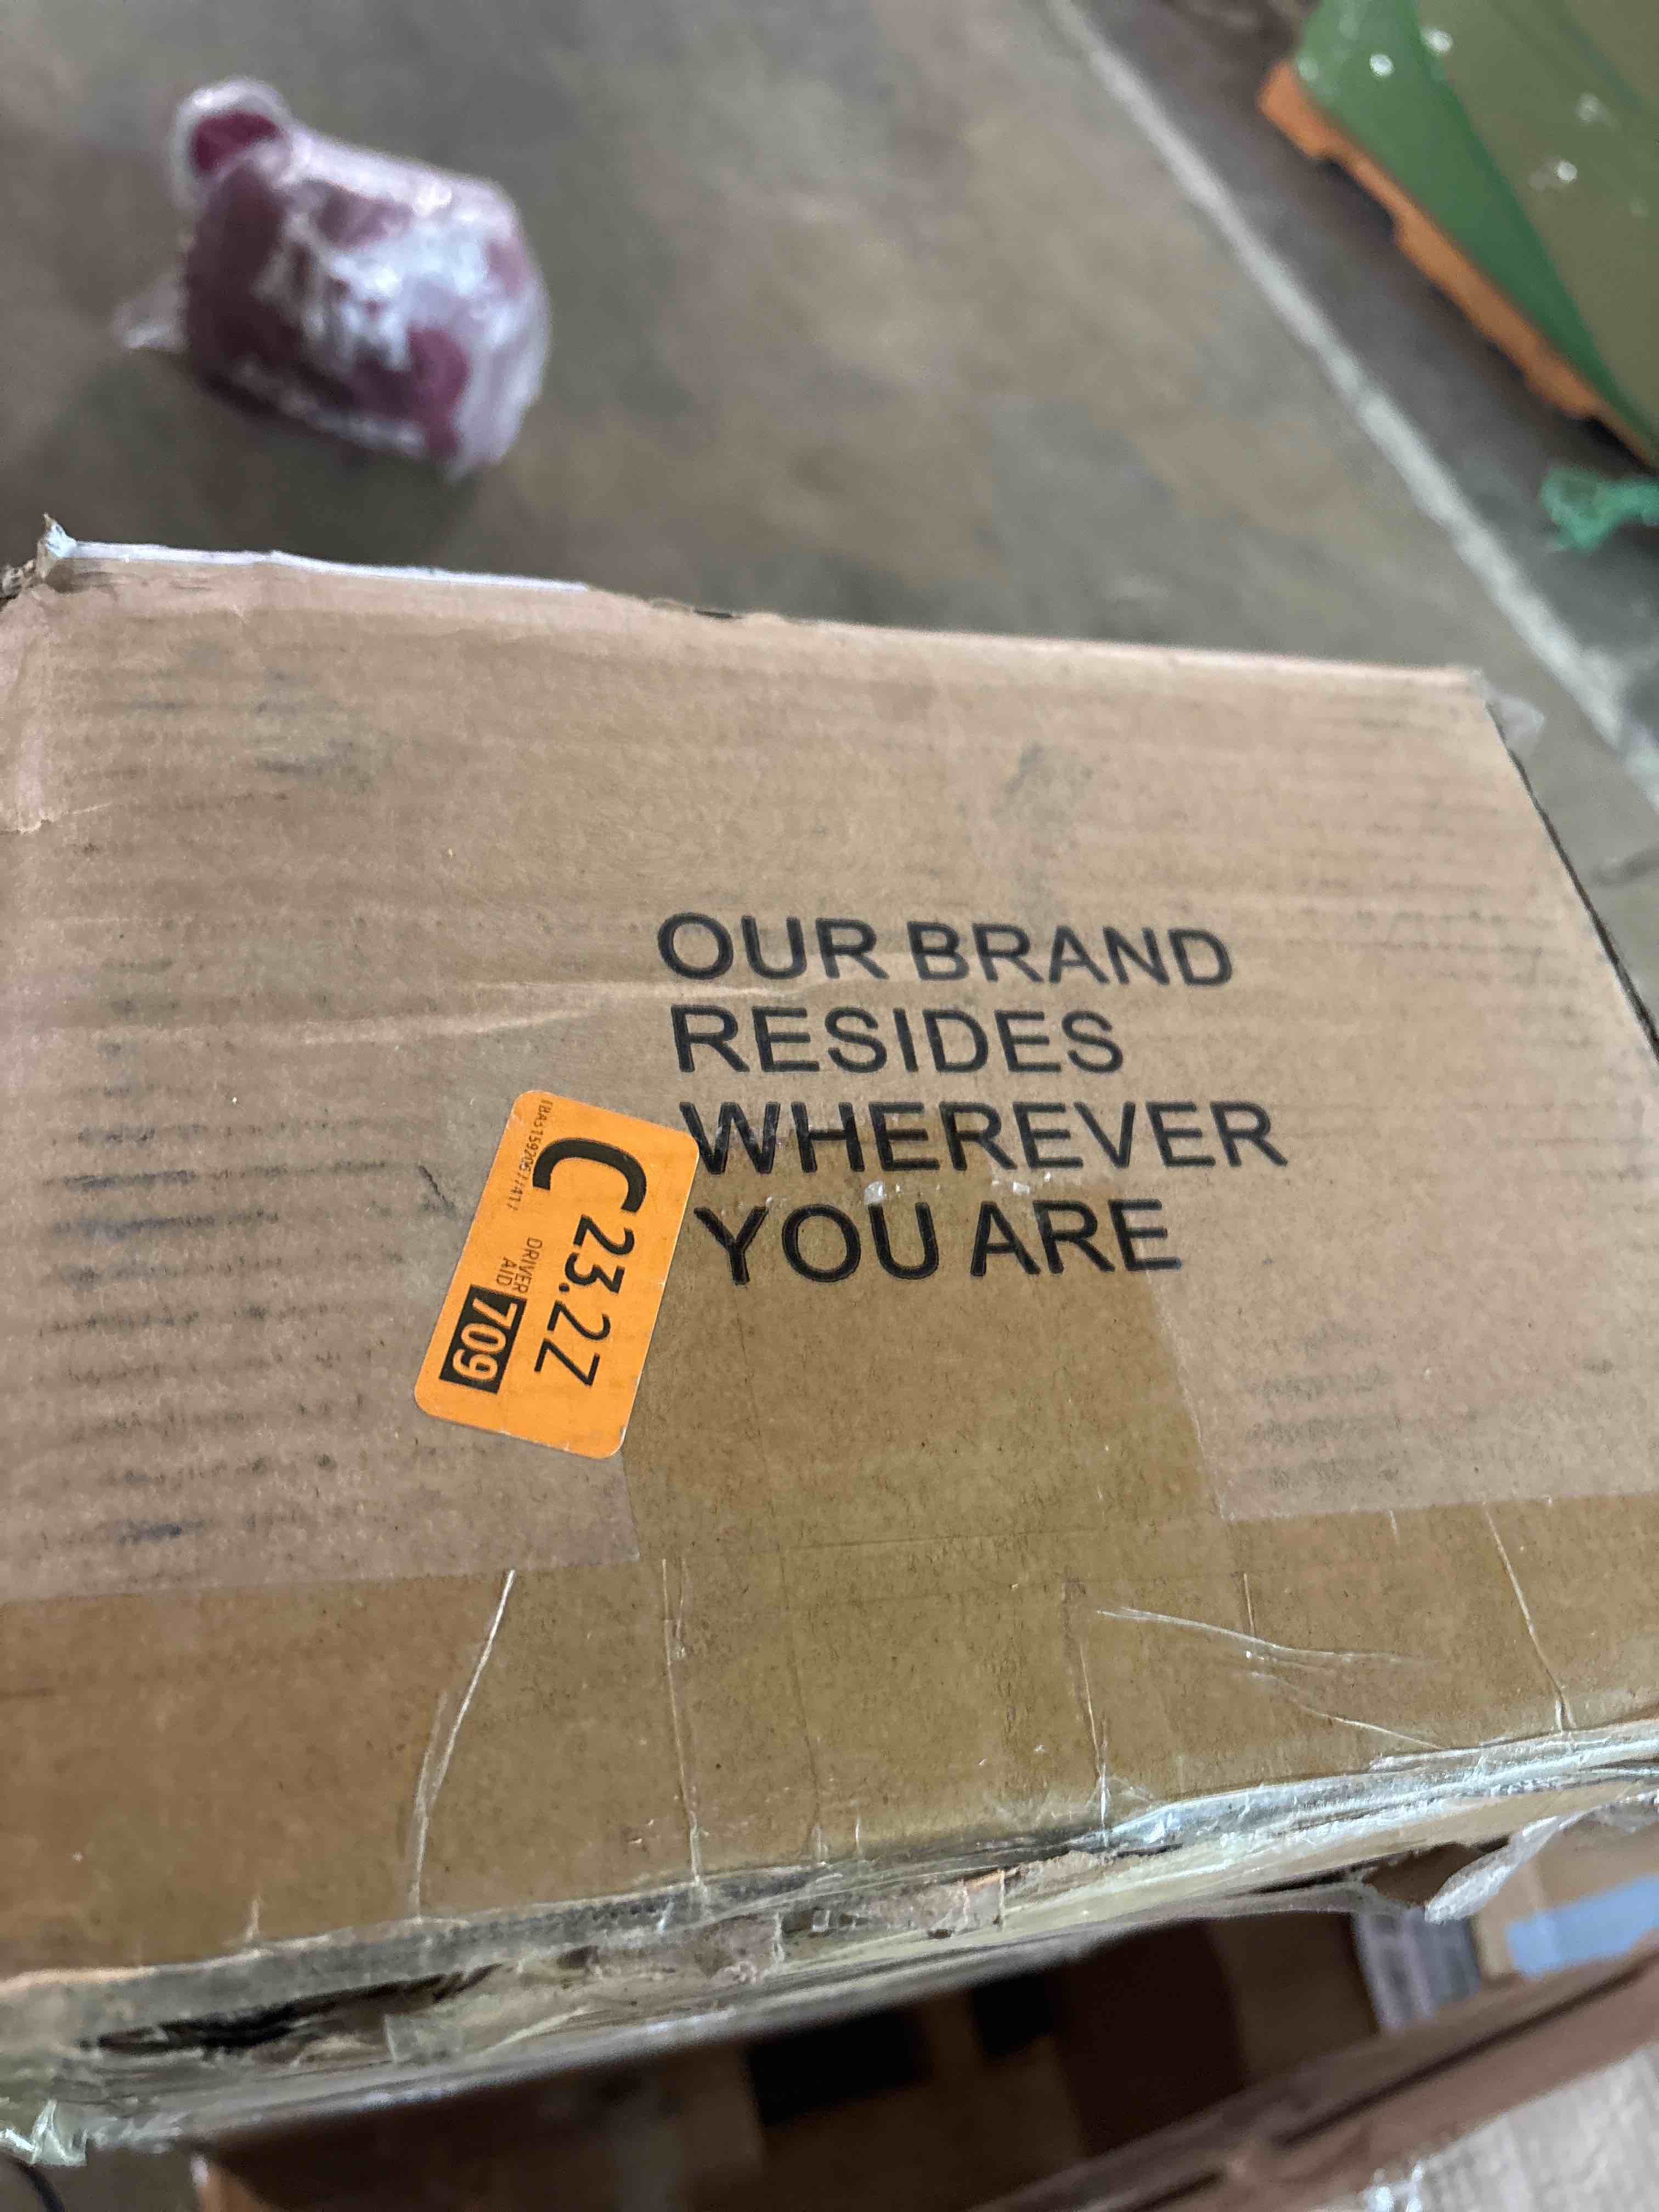 OUR BRAND
RESIDES
WHEREVER
YOU ARE
C 23.2Z
DRIVER
AID
709